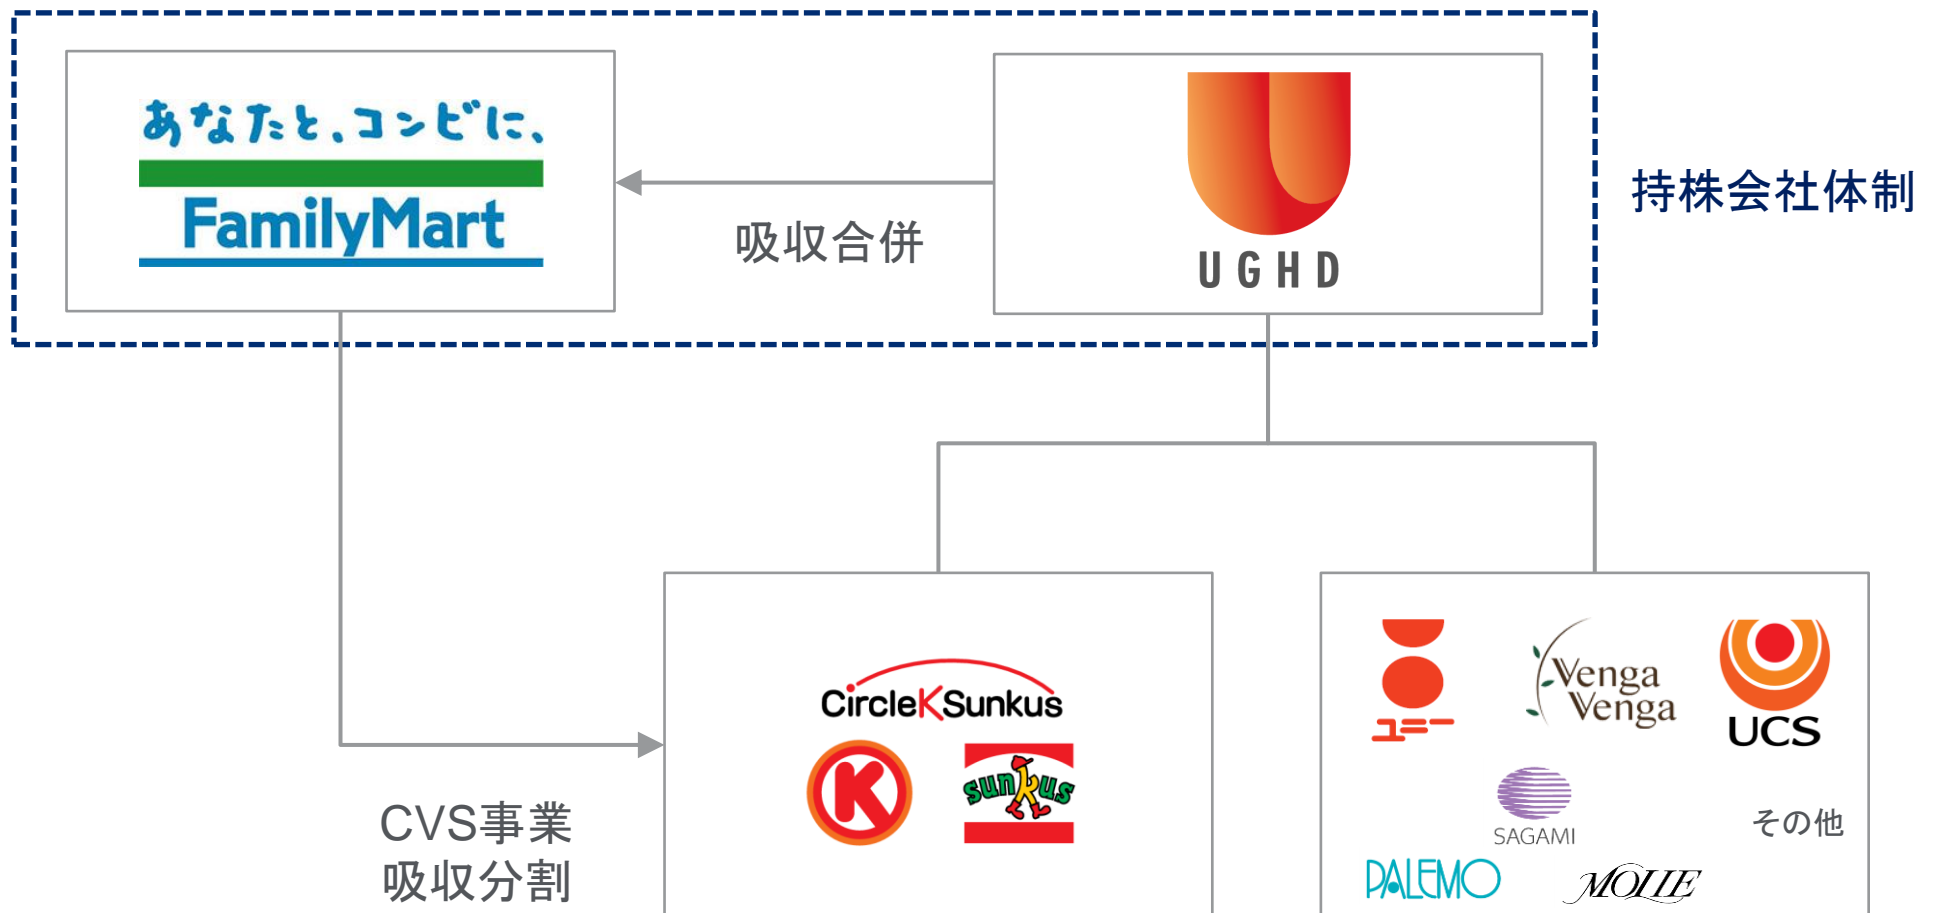 あなたと、コンビに、
FamilyMart
吸収合併
UGHD
持株会社体制
CircleKSunkus
K
sunkus
CVS事業
吸収分割
ユニー
Venga
Venga
UCS
SAGAMI
その他
PALEMO
MOLIE